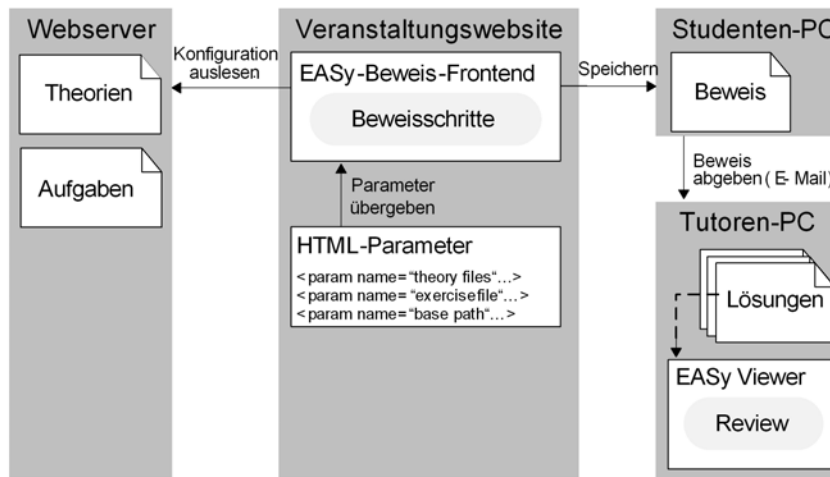 Webserver
Theorien
Aufgaben
Konfiguration
auslesen
Veranstaltungswebsite
EASy-Beweis-Frontend
Beweisschritte
Parameter
übergeben
HTML-Parameter
<param name=“theory files“...>
<param name=“exercisefile“...>
<param name=“base path“...>
Speichern
Studenten-PC
Beweis
Beweis
abgeben ( E- Mail)
Tutoren-PC
Lösungen
EASy Viewer
Review